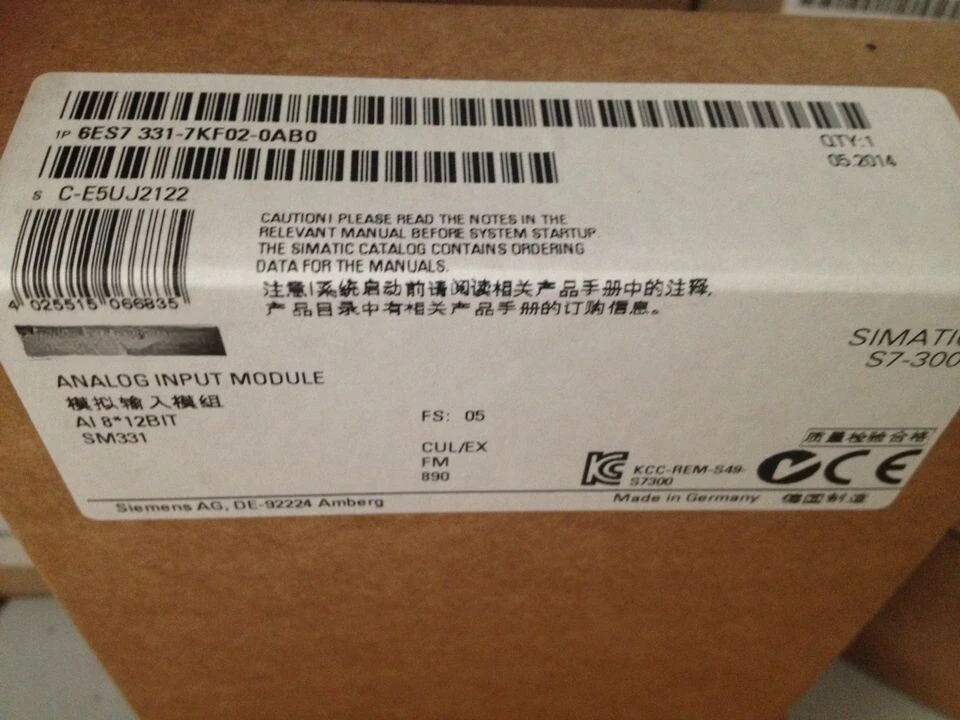 1P 6ES7 331-7KF02-0AB0
QTY:1
05.2014
S C-E5UJ2122
4 025515 066835
CAUTION! PLEASE READ THE NOTES IN THE
RELEVANT MANUAL BEFORE SYSTEM STARTUP.
THE SIMATIC CATALOG CONTAINS ORDERING
DATA FOR THE MANUALS.
注意!系统启动前请阅读相关产品手册中的注释,
产品目录中有相关产品手册的订购信息。
SIMATIC
S7-300
ANALOG INPUT MODULE
模拟输入模组
AI 8*12BIT
SM331
FS: 05
CUL/EX
FM
890
质量检验合格
KCC-REM-S49-
S7300
CE
Made in Germany 德国制造
Siemens AG, DE-92224 Amberg